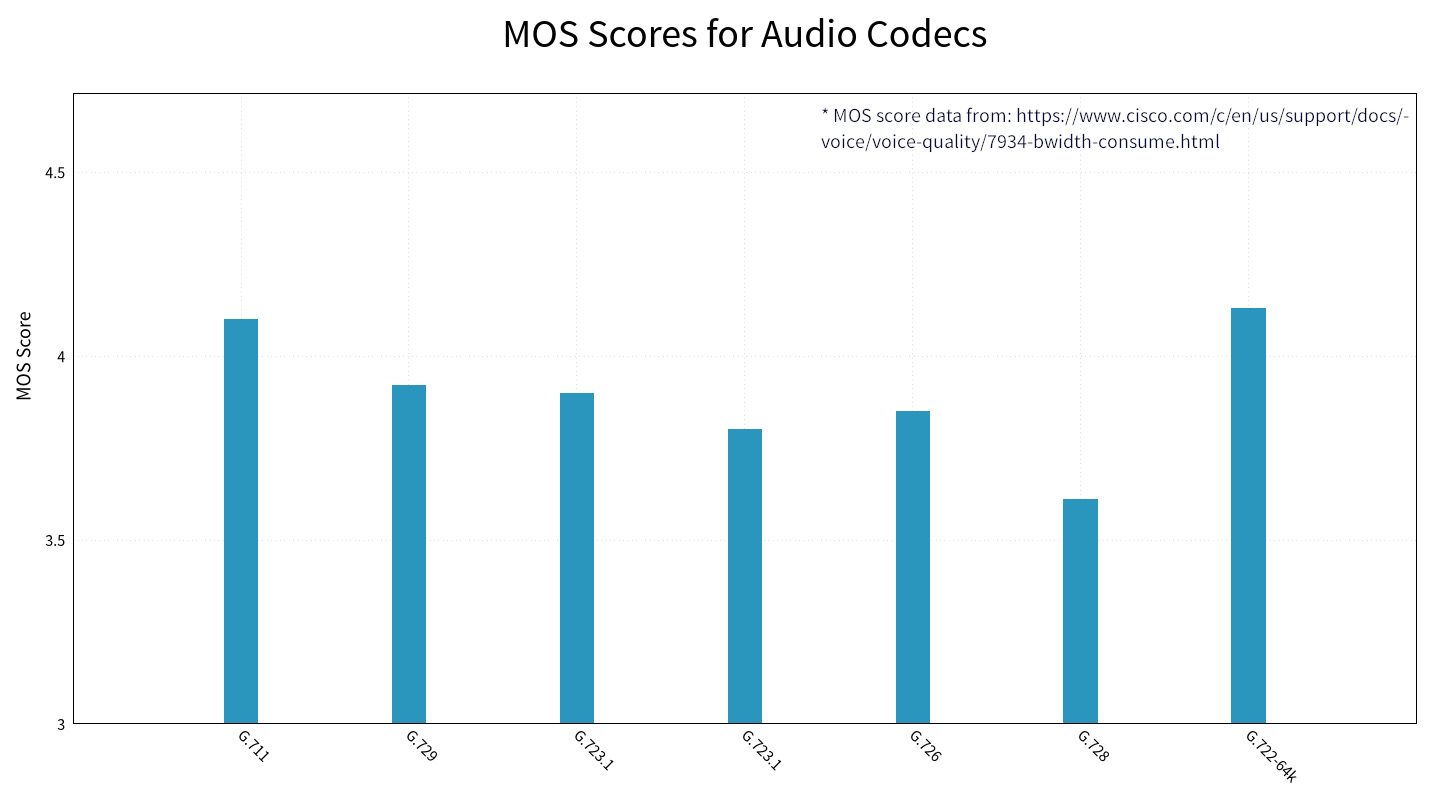 MOS Scores for Audio Codecs
* MOS score data from: https://www.cisco.com/c/en/us/support/docs/-
voice/voice-quality/7934-bwidth-consume.html
MOS Score
4.5
4
3.5
3
G.711
G.729
G.723.1
G.723.1
G.726
G.728
G.722-64k